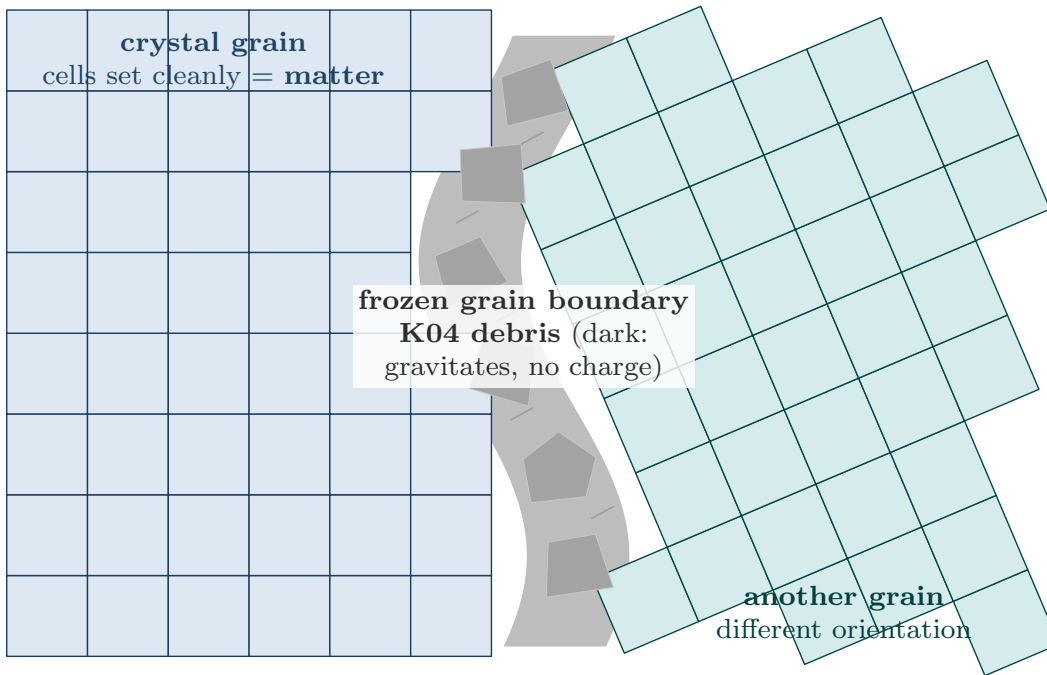 crystal grain
cells set cleanly = matter
frozen grain boundary
K04 debris (dark:
gravitates, no charge)
another grain
different orientation